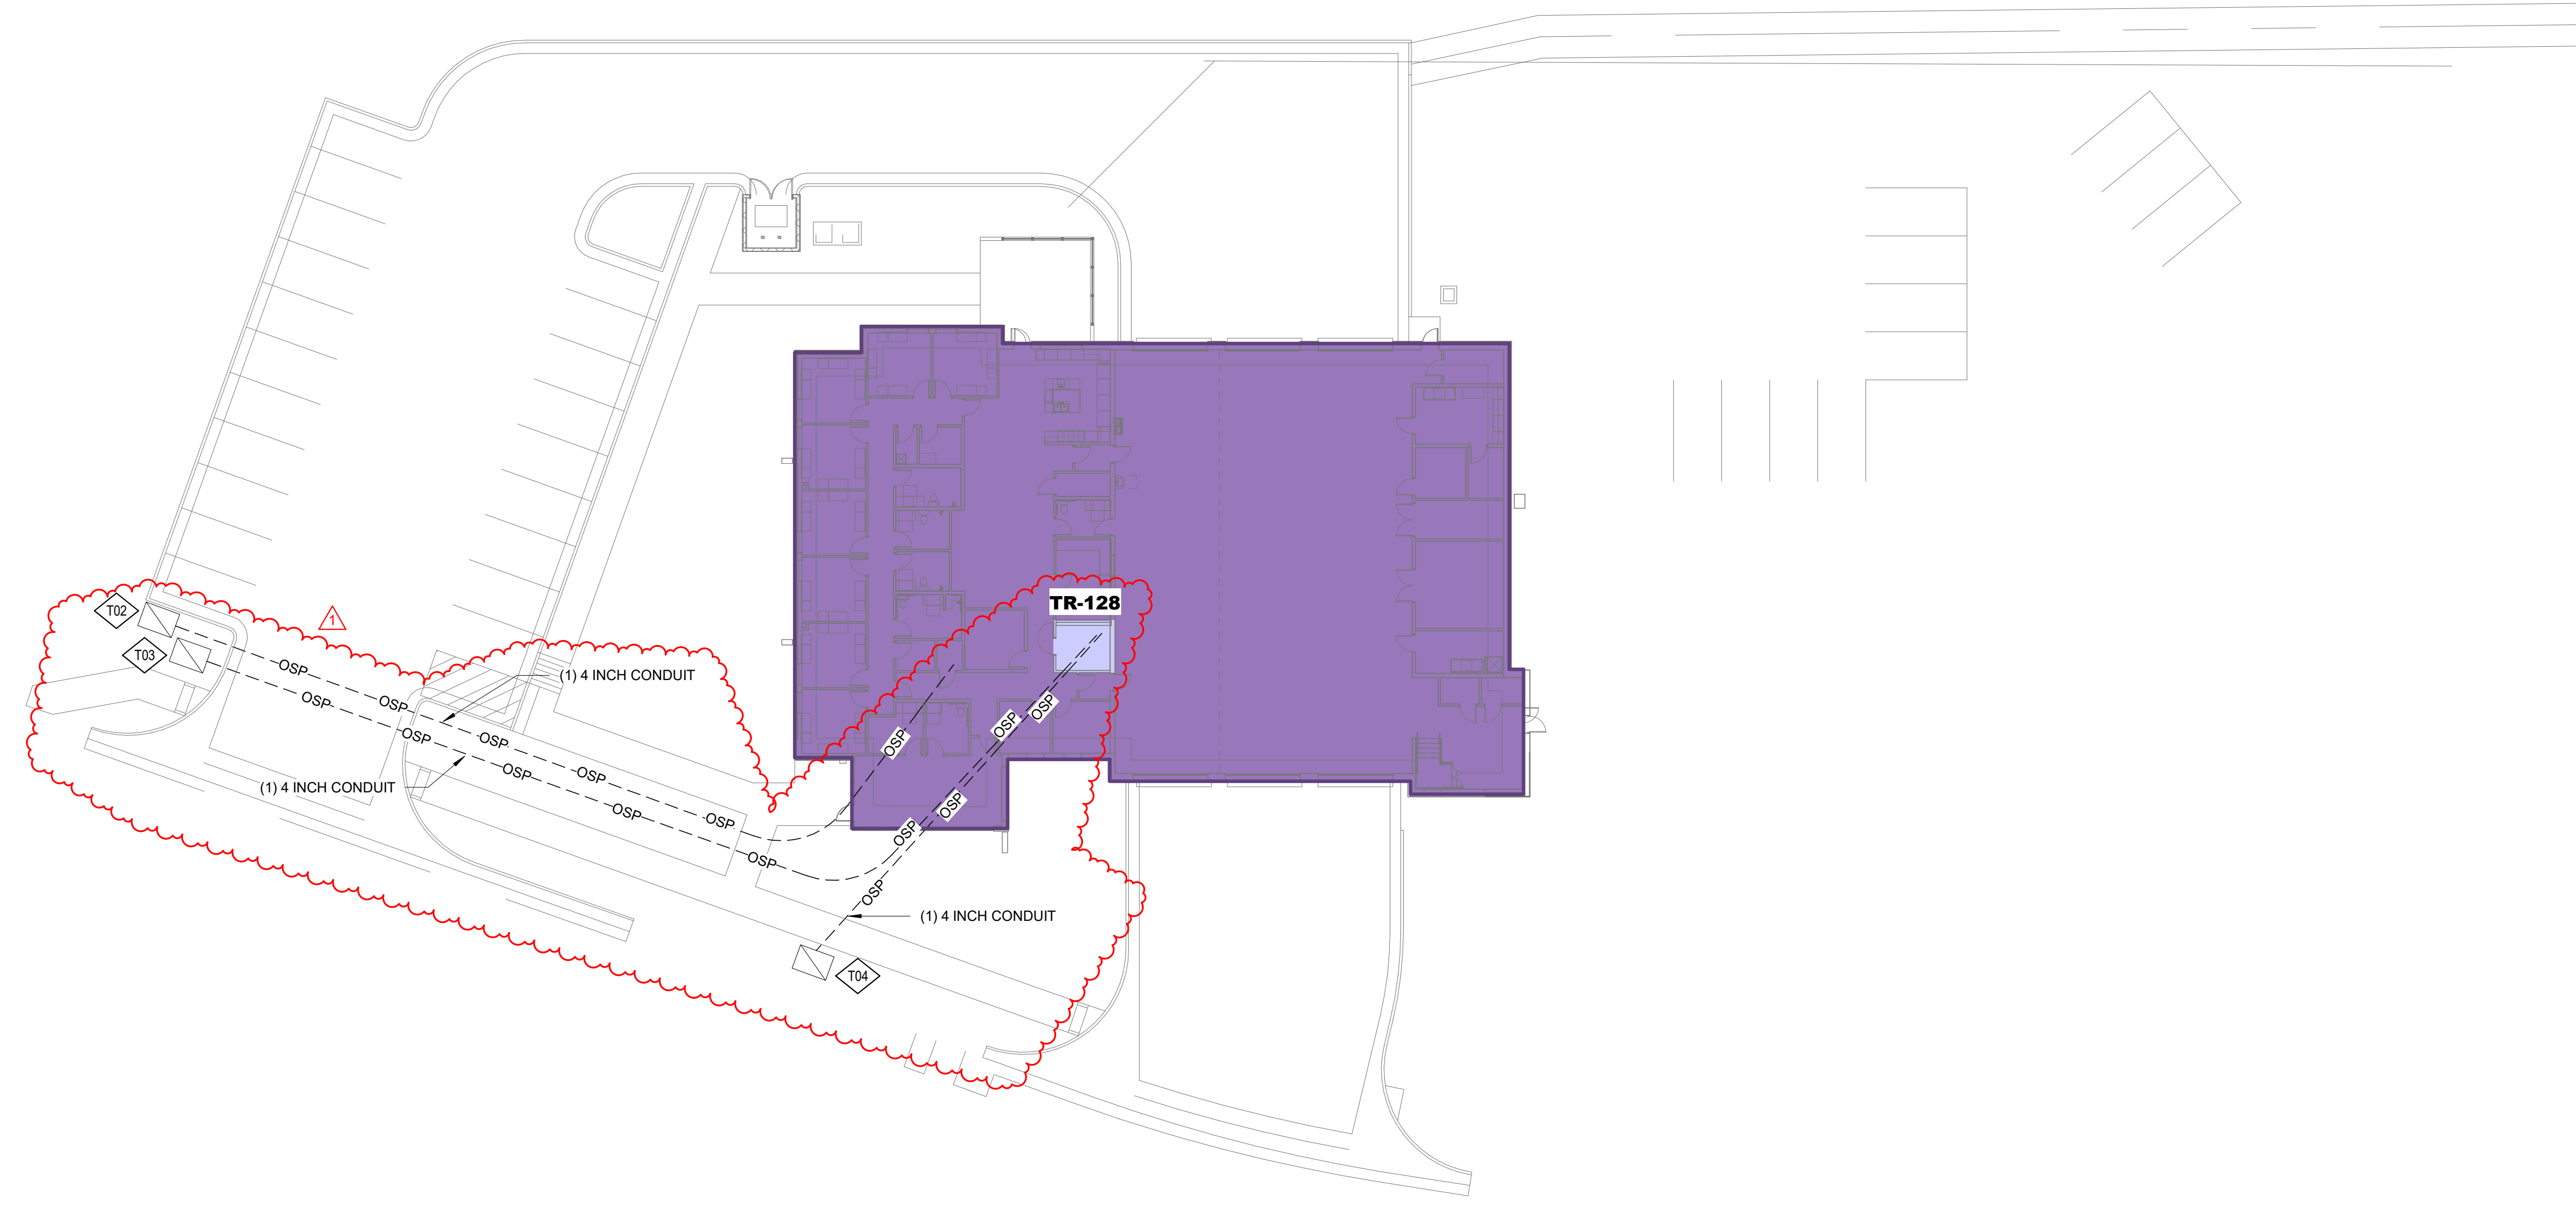 TR-128
T02
1
T03
OSP
(1) 4 INCH CONDUIT
OSP
OSP
OSP
OSP
OSP
OSP
OSP
OSP
OSP
OSP
(1) 4 INCH CONDUIT
OSP
OSP
OSP
OSP
OSP
OSP
(1) 4 INCH CONDUIT
T04